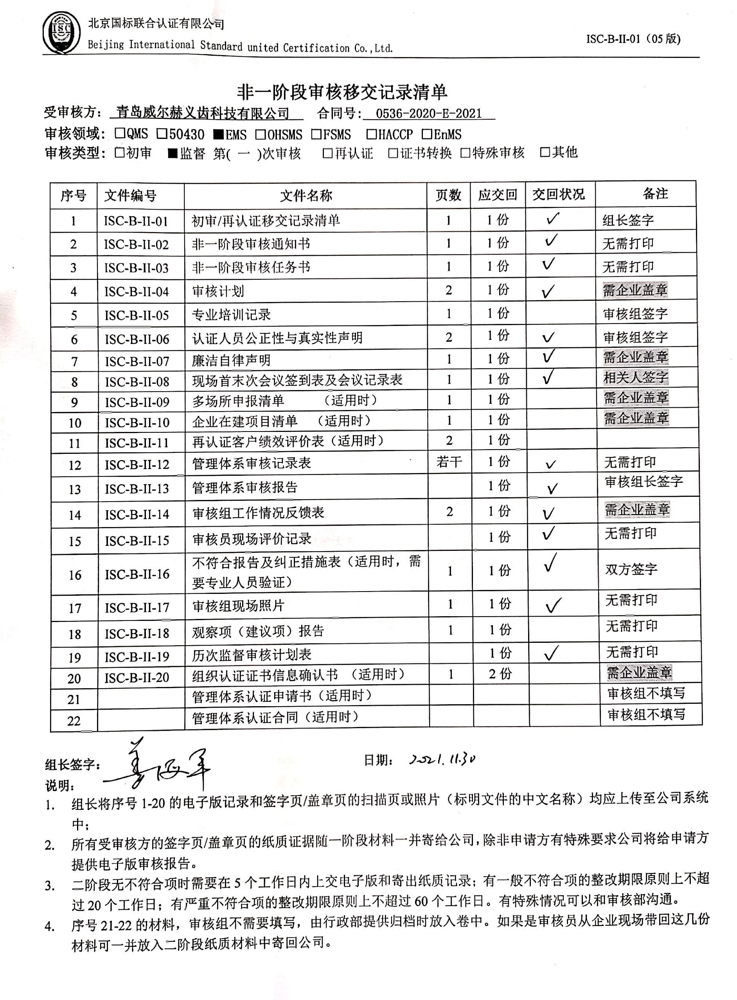 ISC
北京国标联合认证有限公司
Beijing International Standard united Certification Co.,Ltd.
ISC-B-II-01（05版)
非一阶段审核移交记录清单
受审核方：青岛威尔赫义齿科技有限公司 合同号：0536-2020-E-2021
审核领域：□QMS □50430 ■EMS □OHSMS □FSMS □HACCP □EnMS
审核类型：□初审 ■监督 第( 一 )次审核 □再认证 □证书转换 □特殊审核 □其他
序号 文件编号 文件名称 页数 应交回 交回状况 备注
1 ISC-B-II-01 初审/再认证移交记录清单 1 1份 ✓ 组长签字
2 ISC-B-II-02 非一阶段审核通知书 1 1份 ✓ 无需打印
3 ISC-B-II-03 非一阶段审核任务书 1 1份 ✓ 无需打印
4 ISC-B-II-04 审核计划 2 1份 ✓ 需企业盖章
5 ISC-B-II-05 专业培训记录 1 1份 审核组签字
6 ISC-B-II-06 认证人员公正性与真实性声明 2 1份 ✓ 审核组签字
7 ISC-B-II-07 廉洁自律声明 1 1份 ✓ 需企业盖章
8 ISC-B-II-08 现场首末次会议签到表及会议记录表 1 1份 ✓ 相关人签字
9 ISC-B-II-09 多场所申报清单 （适用时） 1 1份 需企业盖章
10 ISC-B-II-10 企业在建项目清单 （适用时） 1 1份 需企业盖章
11 ISC-B-II-11 再认证客户绩效评价表（适用时） 2 1份
12 ISC-B-II-12 管理体系审核记录表 若干 1份 ✓ 无需打印
13 ISC-B-II-13 管理体系审核报告 1份 ✓ 审核组长签字
14 ISC-B-II-14 审核组工作情况反馈表 2 1份 ✓ 需企业盖章
15 ISC-B-II-15 审核员现场评价记录 1份 ✓ 无需打印
16 ISC-B-II-16 不符合报告及纠正措施表（适用时，需
要专业人员验证） 1 1份 ✓ 双方签字
17 ISC-B-II-17 审核组现场照片 1 1份 ✓ 无需打印
18 ISC-B-II-18 观察项（建议项）报告 1 1份 无需打印
19 ISC-B-II-19 历次监督审核计划表 1份 ✓ 无需打印
20 ISC-B-II-20 组织认证证书信息确认书 （适用时） 1 2份 需企业盖章
21 管理体系认证申请书（适用时） 审核组不填写
22 管理体系认证合同（适用时） 审核组不填写
组长签字： 姜海军 日期： 2021.11.30
说明：
1. 组长将序号 1-20 的电子版记录和签字页/盖章页的扫描页或照片（标明文件的中文名称）均应上传至公司系统
中；
2. 所有受审核方的签字页/盖章页的纸质证据随一阶段材料一并寄给公司，除非申请方有特殊要求公司将给申请方
提供电子版审核报告。
3. 二阶段无不符合项时需要在 5 个工作日内上交电子版和寄出纸质记录；有一般不符合项的整改期限原则上不超
过 20 个工作日；有严重不符合项的整改期限原则上不超过 60 个工作日。有特殊情况可以和审核部沟通。
4. 序号 21-22 的材料，审核组不需要填写，由行政部提供归档时放入卷中。如果是审核员从企业现场带回这几份
材料可一并放入二阶段纸质材料中寄回公司。